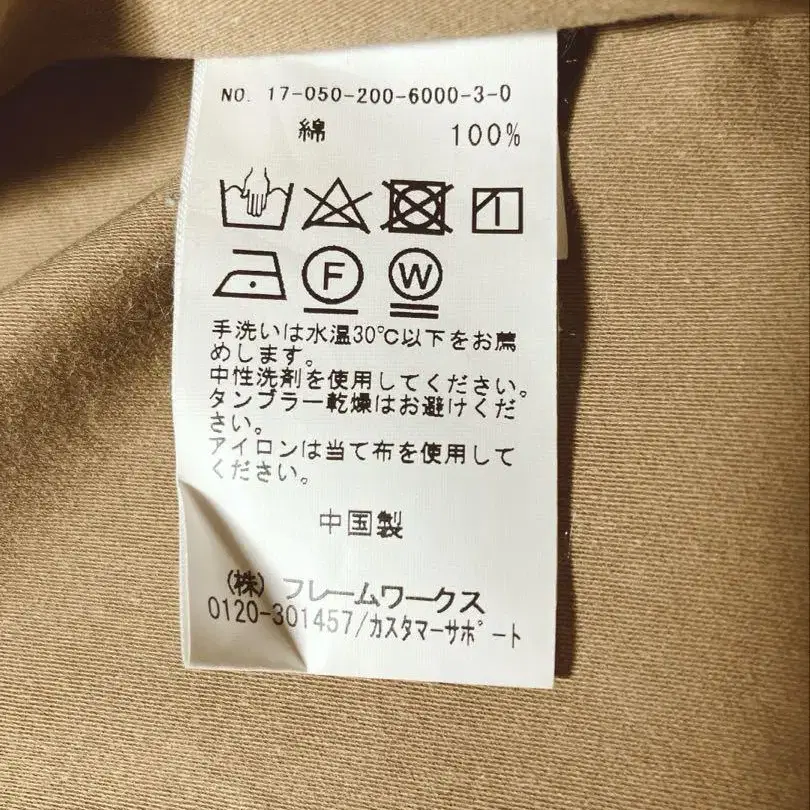 NO. 17-050-200-6000-3-0
綿 100%
F W
手洗いは水温30℃以下をお薦
めします。
中性洗剤を使用してください。
タンブラー乾燥はお避けくだ
さい。
アイロンは当て布を使用して
ください。
中国製
(株) フレームワークス
0120-301457/カスタマーサポート